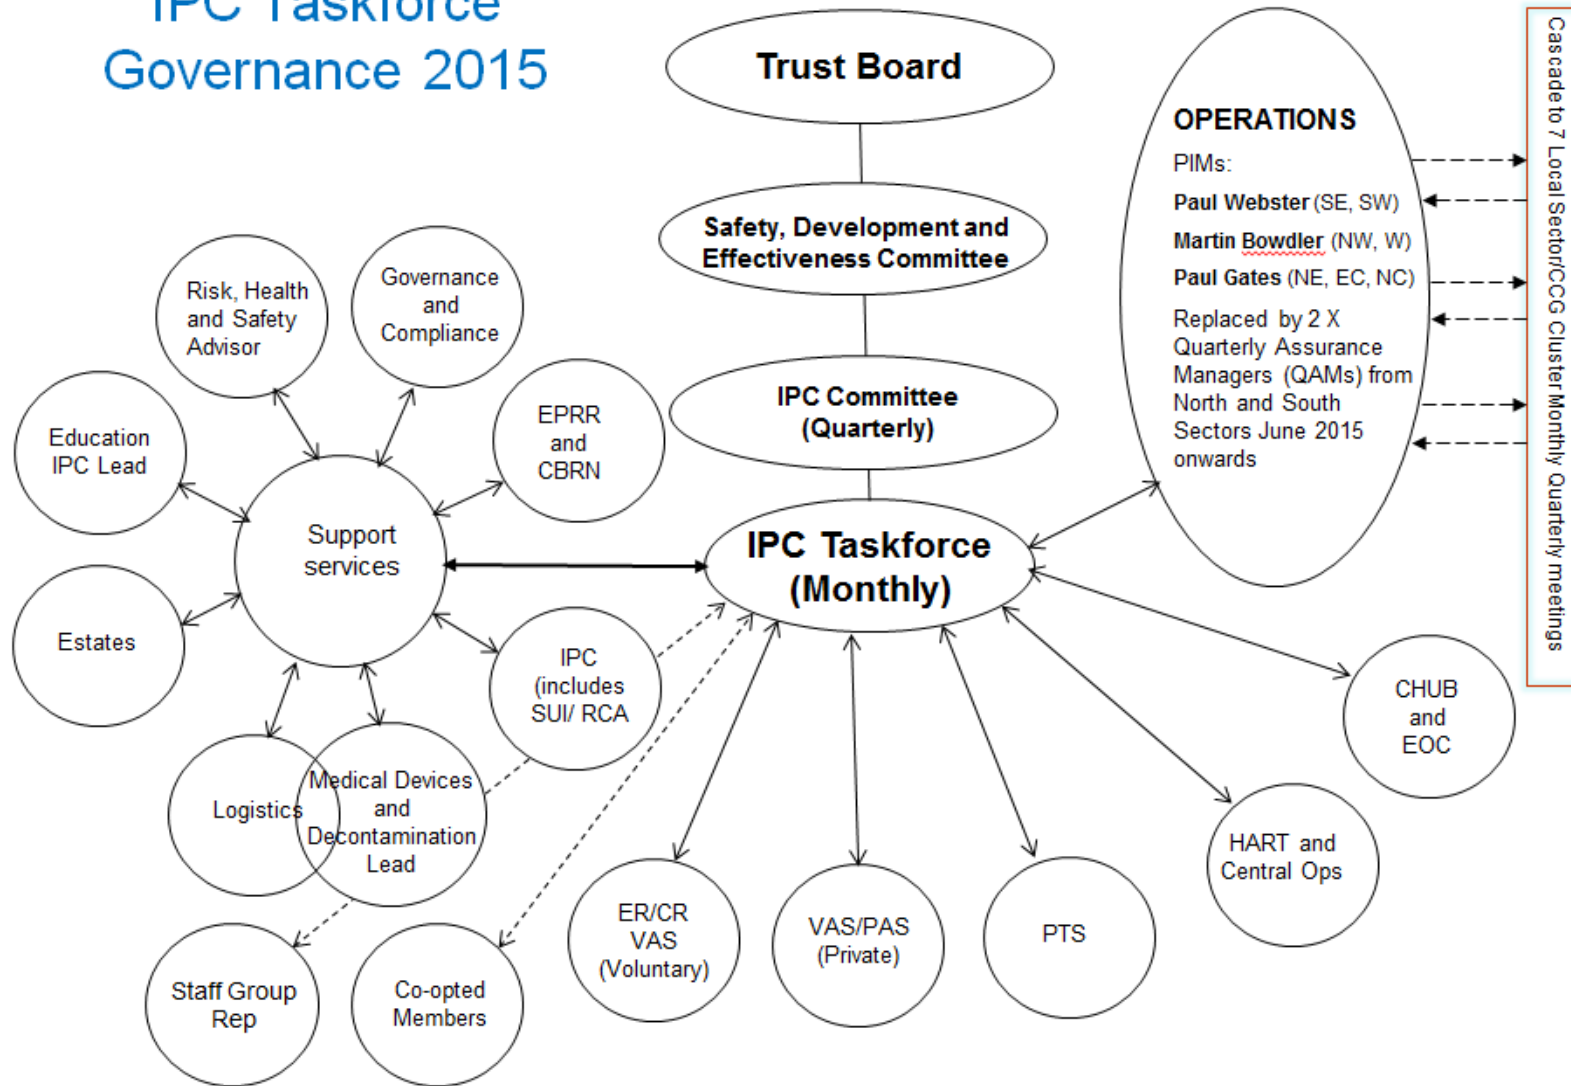 IPC Taskforce
Governance 2015
Trust Board
Safety, Development and
Effectiveness Committee
IPC Committee
(Quarterly)
IPC Taskforce
(Monthly)
OPERATIONS
PIMs:
Paul Webster (SE, SW)
Martin Bowdler (NW, W)
Paul Gates (NE, EC, NC)
Replaced by 2 X
Quarterly Assurance
Managers (QAMs) from
North and South
Sectors June 2015
onwards
Cascade to 7 Local Sector/CCG Cluster Monthly Quarterly meetings
Risk, Health
and Safety
Advisor
Governance
and
Compliance
Education
IPC Lead
EPRR
and
CBRN
Support
services
Estates
IPC
(includes
SUI/ RCA
Logistics
Medical Devices
and
Decontamination
Lead
Staff Group
Rep
Co-opted
Members
ER/CR
VAS
(Voluntary)
VAS/PAS
(Private)
PTS
HART and
Central Ops
CHUB
and
EOC